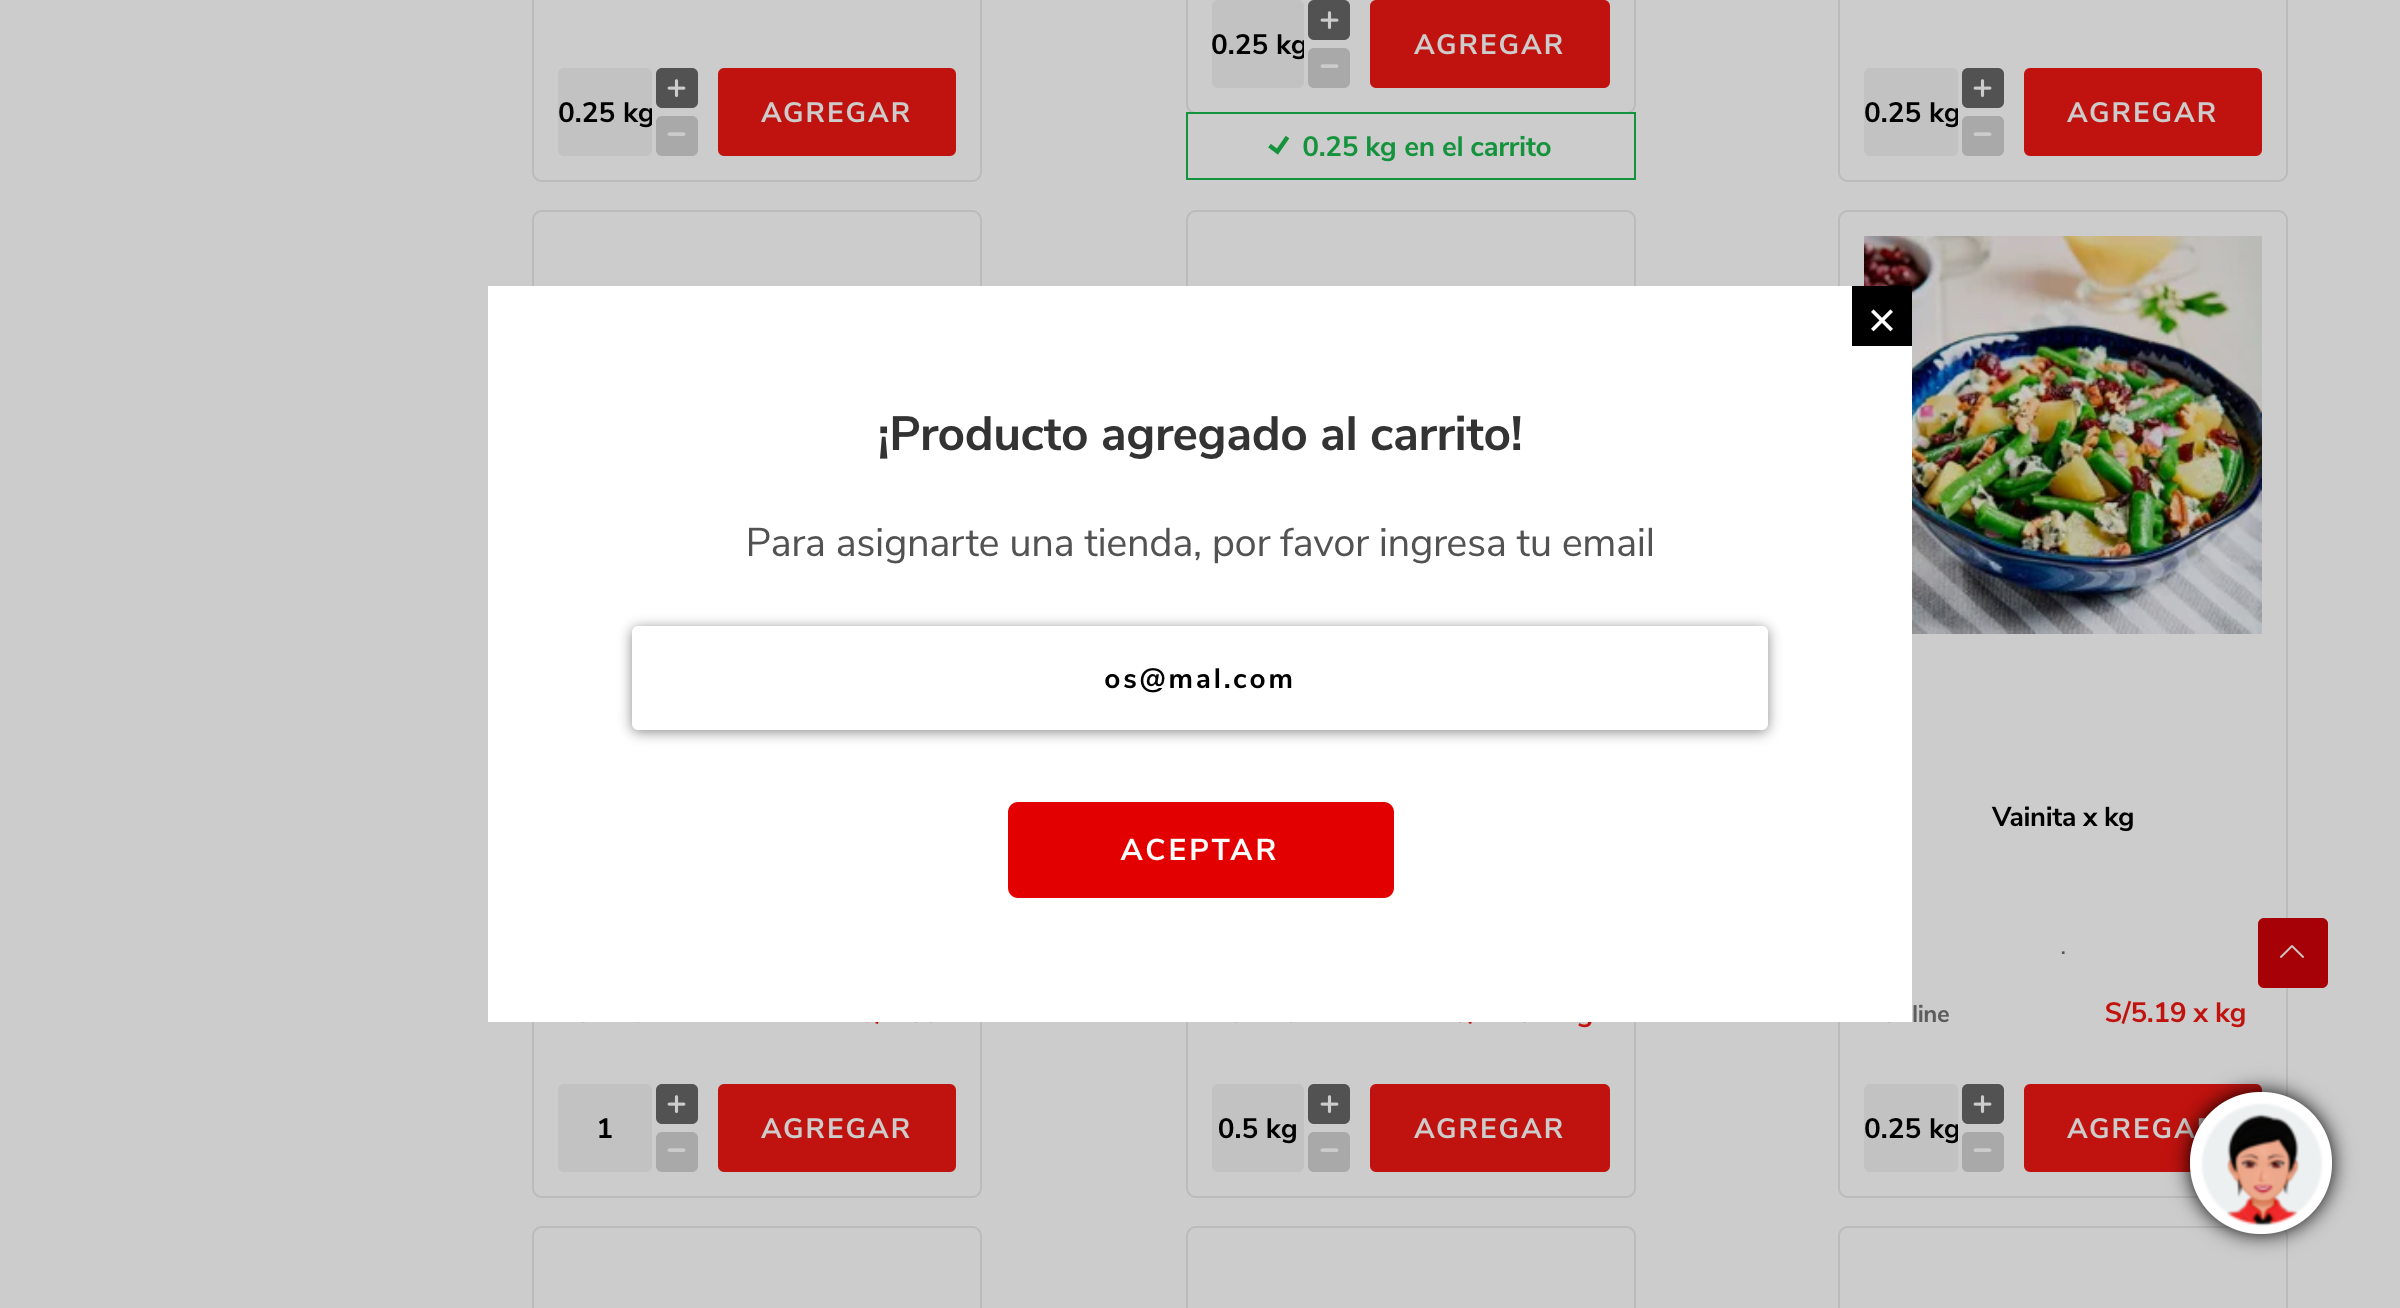 0.25 kg
AGREGAR
0.25 kg
AGREGAR
0.25 kg
AGREGAR
0.25 kg en el carrito
¡Producto agregado al carrito!
Para asignarte una tienda, por favor ingresa tu email
os@mal.com
ACEPTAR
Vainita x kg
.
line
S/5.19 x kg
1
AGREGAR
0.5 kg
AGREGAR
0.25 kg
AGREGA